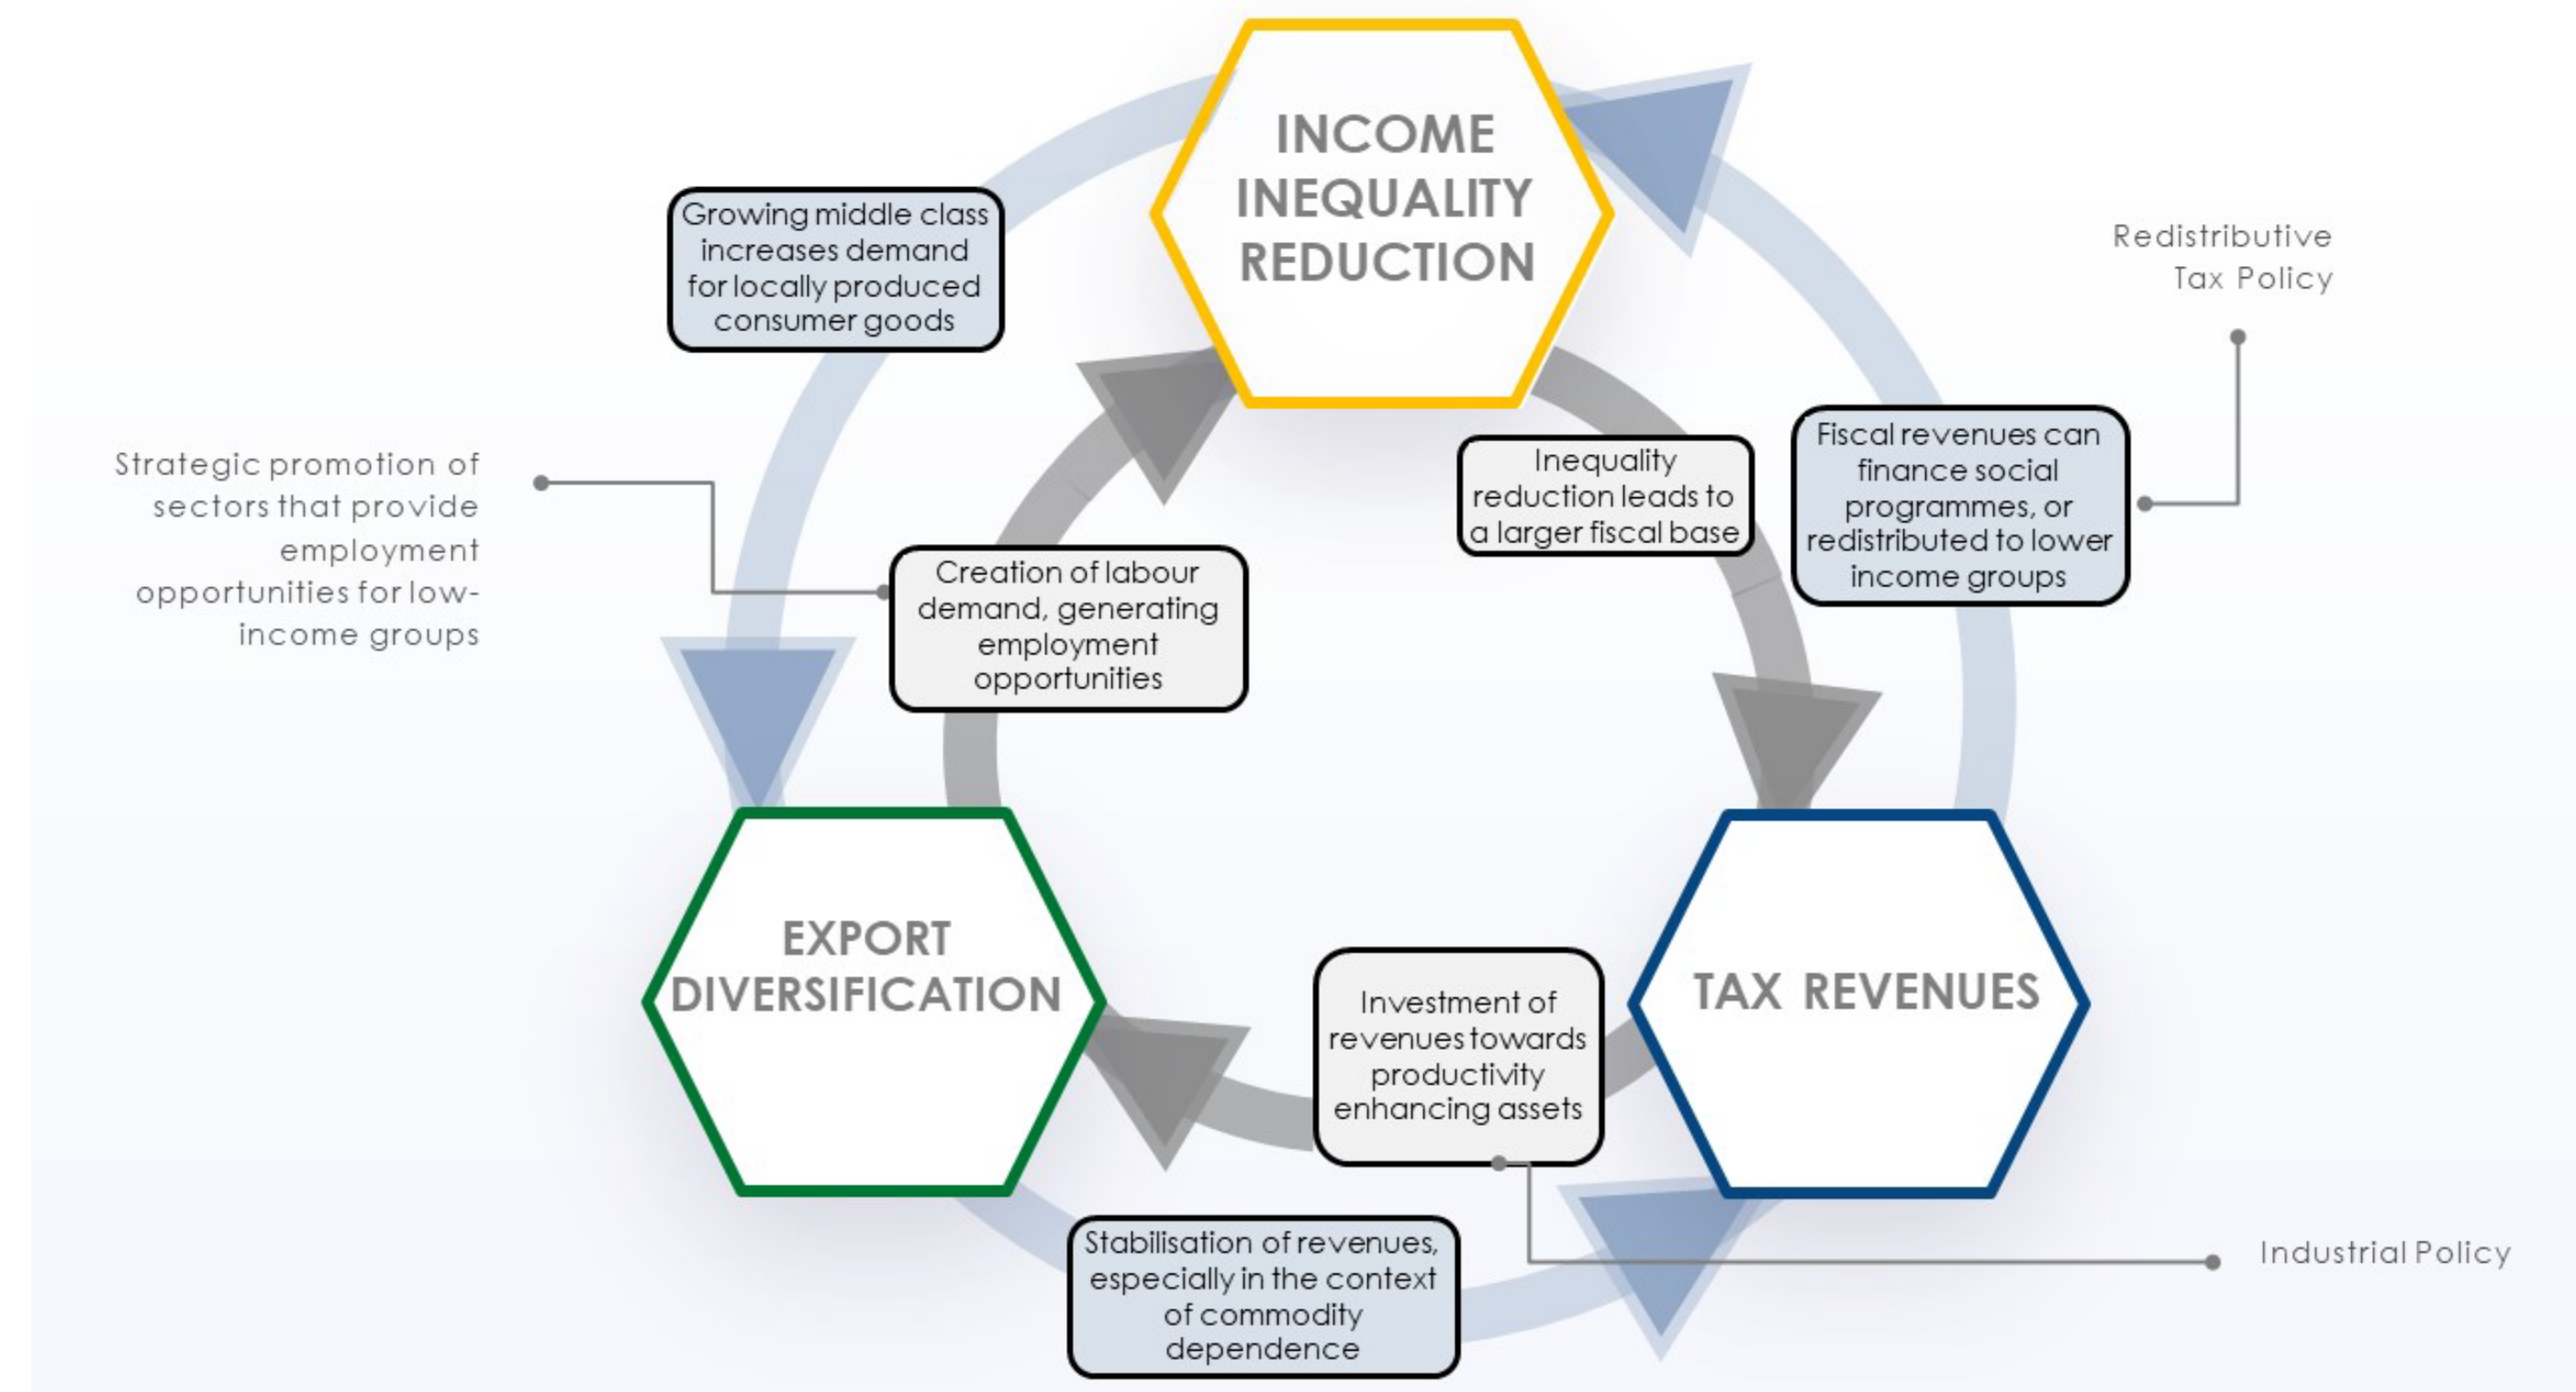 INCOME
INEQUALITY
REDUCTION
Growing middle class
increases demand
for locally produced
consumer goods
Redistributive
Tax Policy
Strategic promotion of
sectors that provide
employment
opportunities for low-
income groups
Inequality
reduction leads to
a larger fiscal base
Fiscal revenues can
finance social
programmes, or
redistributed to lower
income groups
Creation of labour
demand, generating
employment
opportunities
EXPORT
DIVERSIFICATION
Investment of
revenues towards
productivity
enhancing assets
TAX REVENUES
Stabilisation of revenues,
especially in the context
of commodity
dependence
Industrial Policy